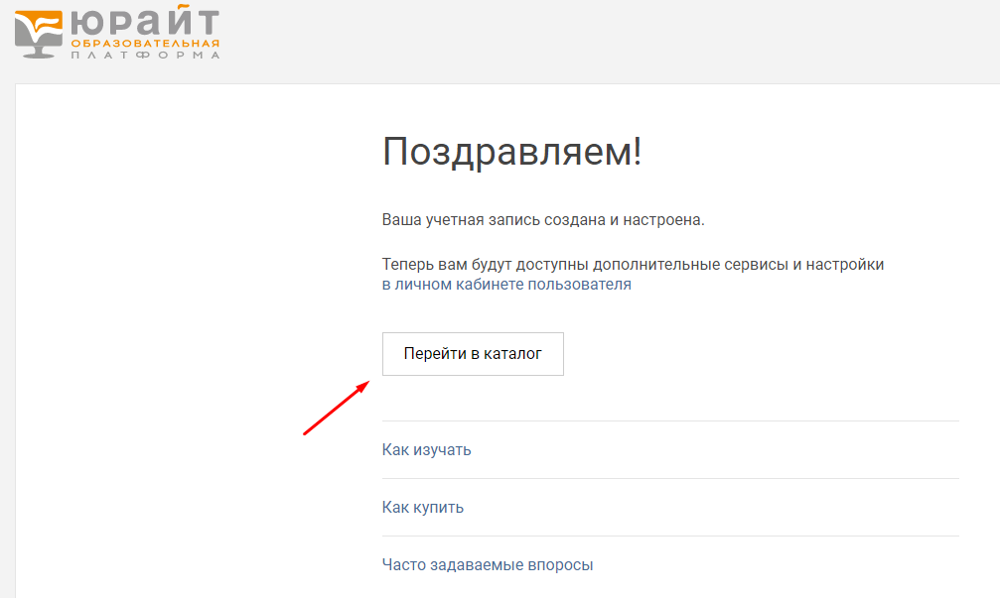 юрайт
ОБРАЗОВАТЕЛЬНАЯ
ПЛАТФОРМА
Поздравляем!
Ваша учетная запись создана и настроена.
Теперь вам будут доступны дополнительные сервисы и настройки
в личном кабинете пользователя
Перейти в каталог
Как изучать
Как купить
Часто задаваемые впоросы